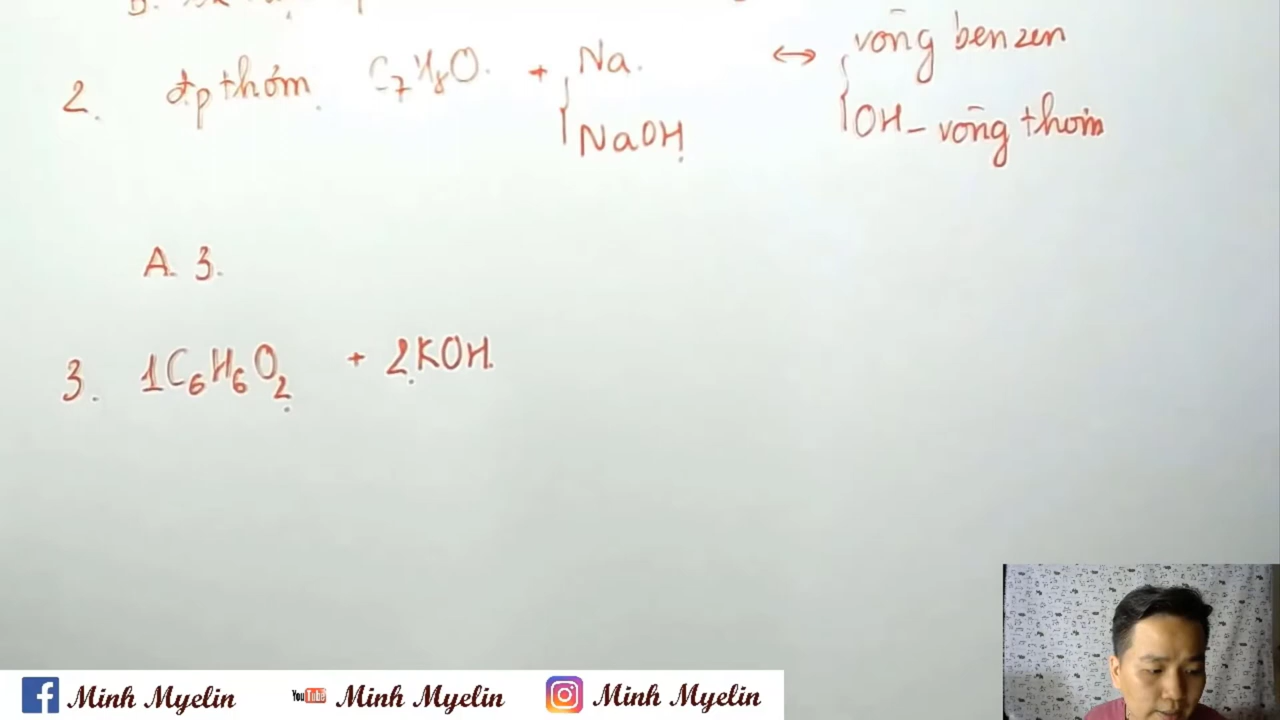 2. đp thơm C7H8O. + Na. ↔ vòng benzen
NaOH. OH - vòng thơm
A. 3.
3. 1C6H6O2 + 2KOH.
Minh Myelin YouTube Minh Myelin Minh Myelin